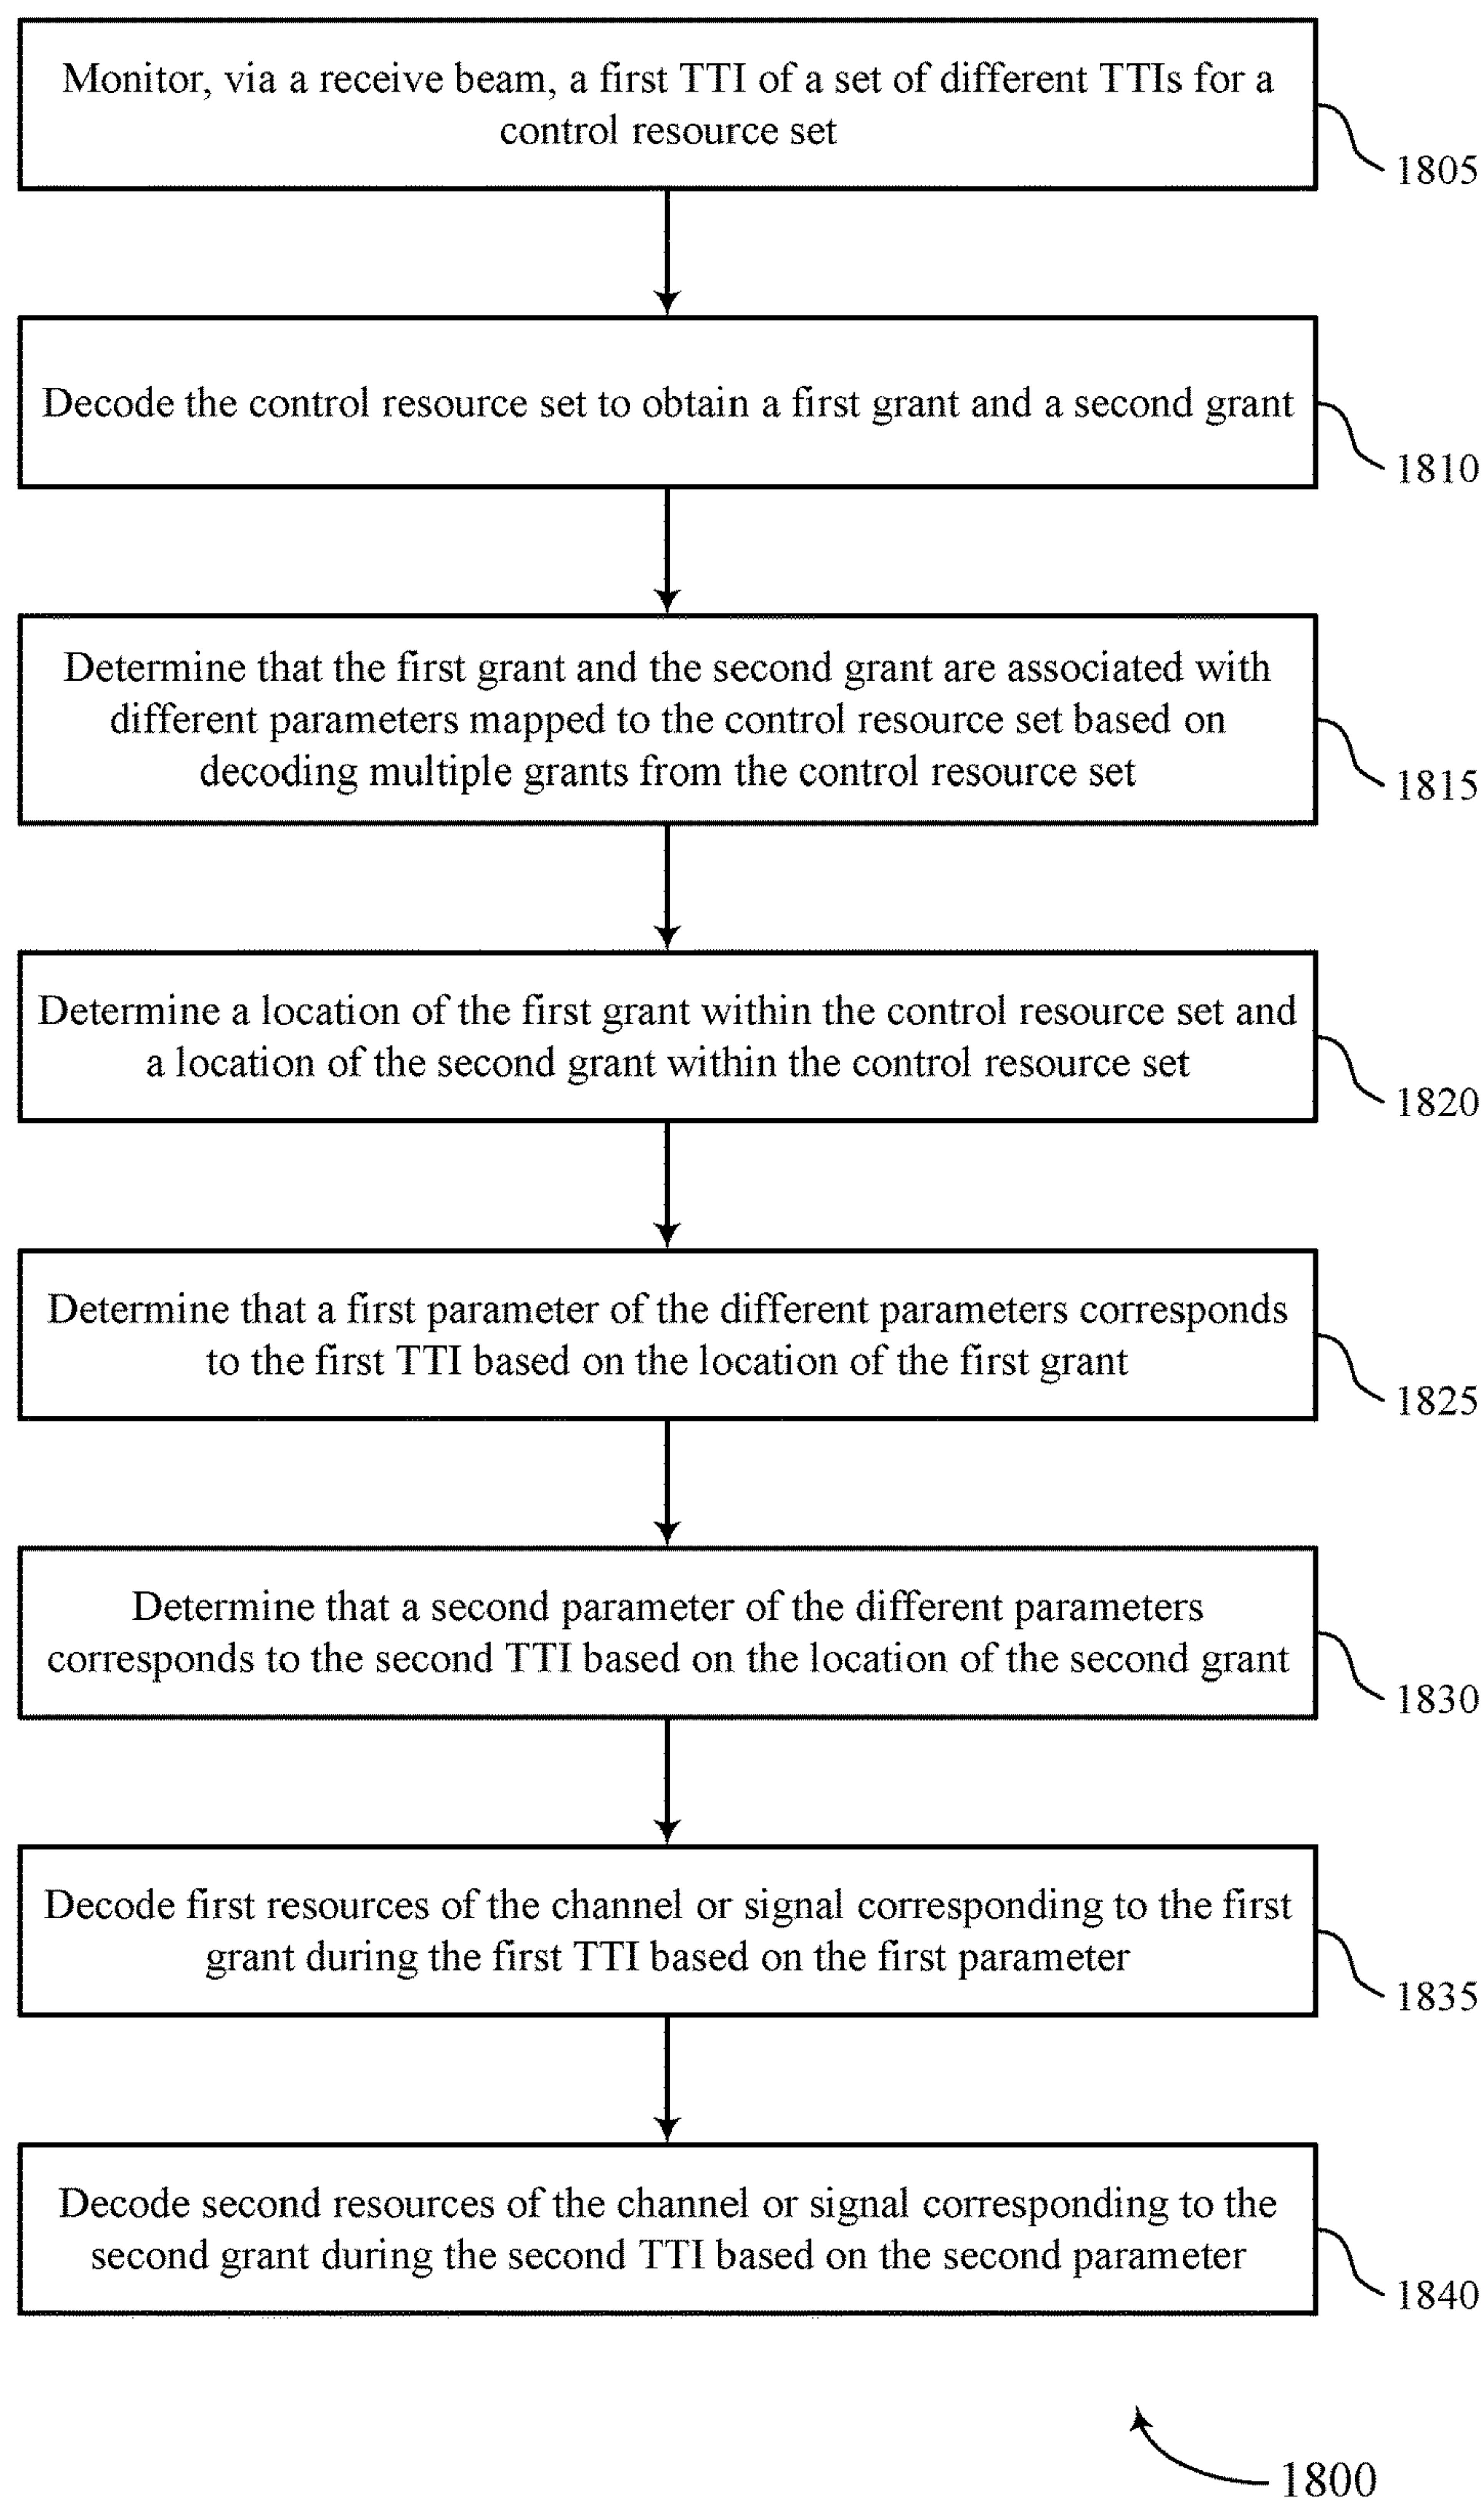 Monitor, via a receive beam, a first TTI of a set of different TTIs for a
control resource set
1805
Decode the control resource set to obtain a first grant and a second grant
1810
Determine that the first grant and the second grant are associated with
different parameters mapped to the control resource set based on
decoding multiple grants from the control resource set
1815
Determine a location of the first grant within the control resource set and
a location of the second grant within the control resource set
1820
Determine that a first parameter of the different parameters corresponds
to the first TTI based on the location of the first grant
1825
Determine that a second parameter of the different parameters
corresponds to the second TTI based on the location of the second grant
1830
Decode first resources of the channel or signal corresponding to the first
grant during the first TTI based on the first parameter
1835
Decode second resources of the channel or signal corresponding to the
second grant during the second TTI based on the second parameter
1840
1800